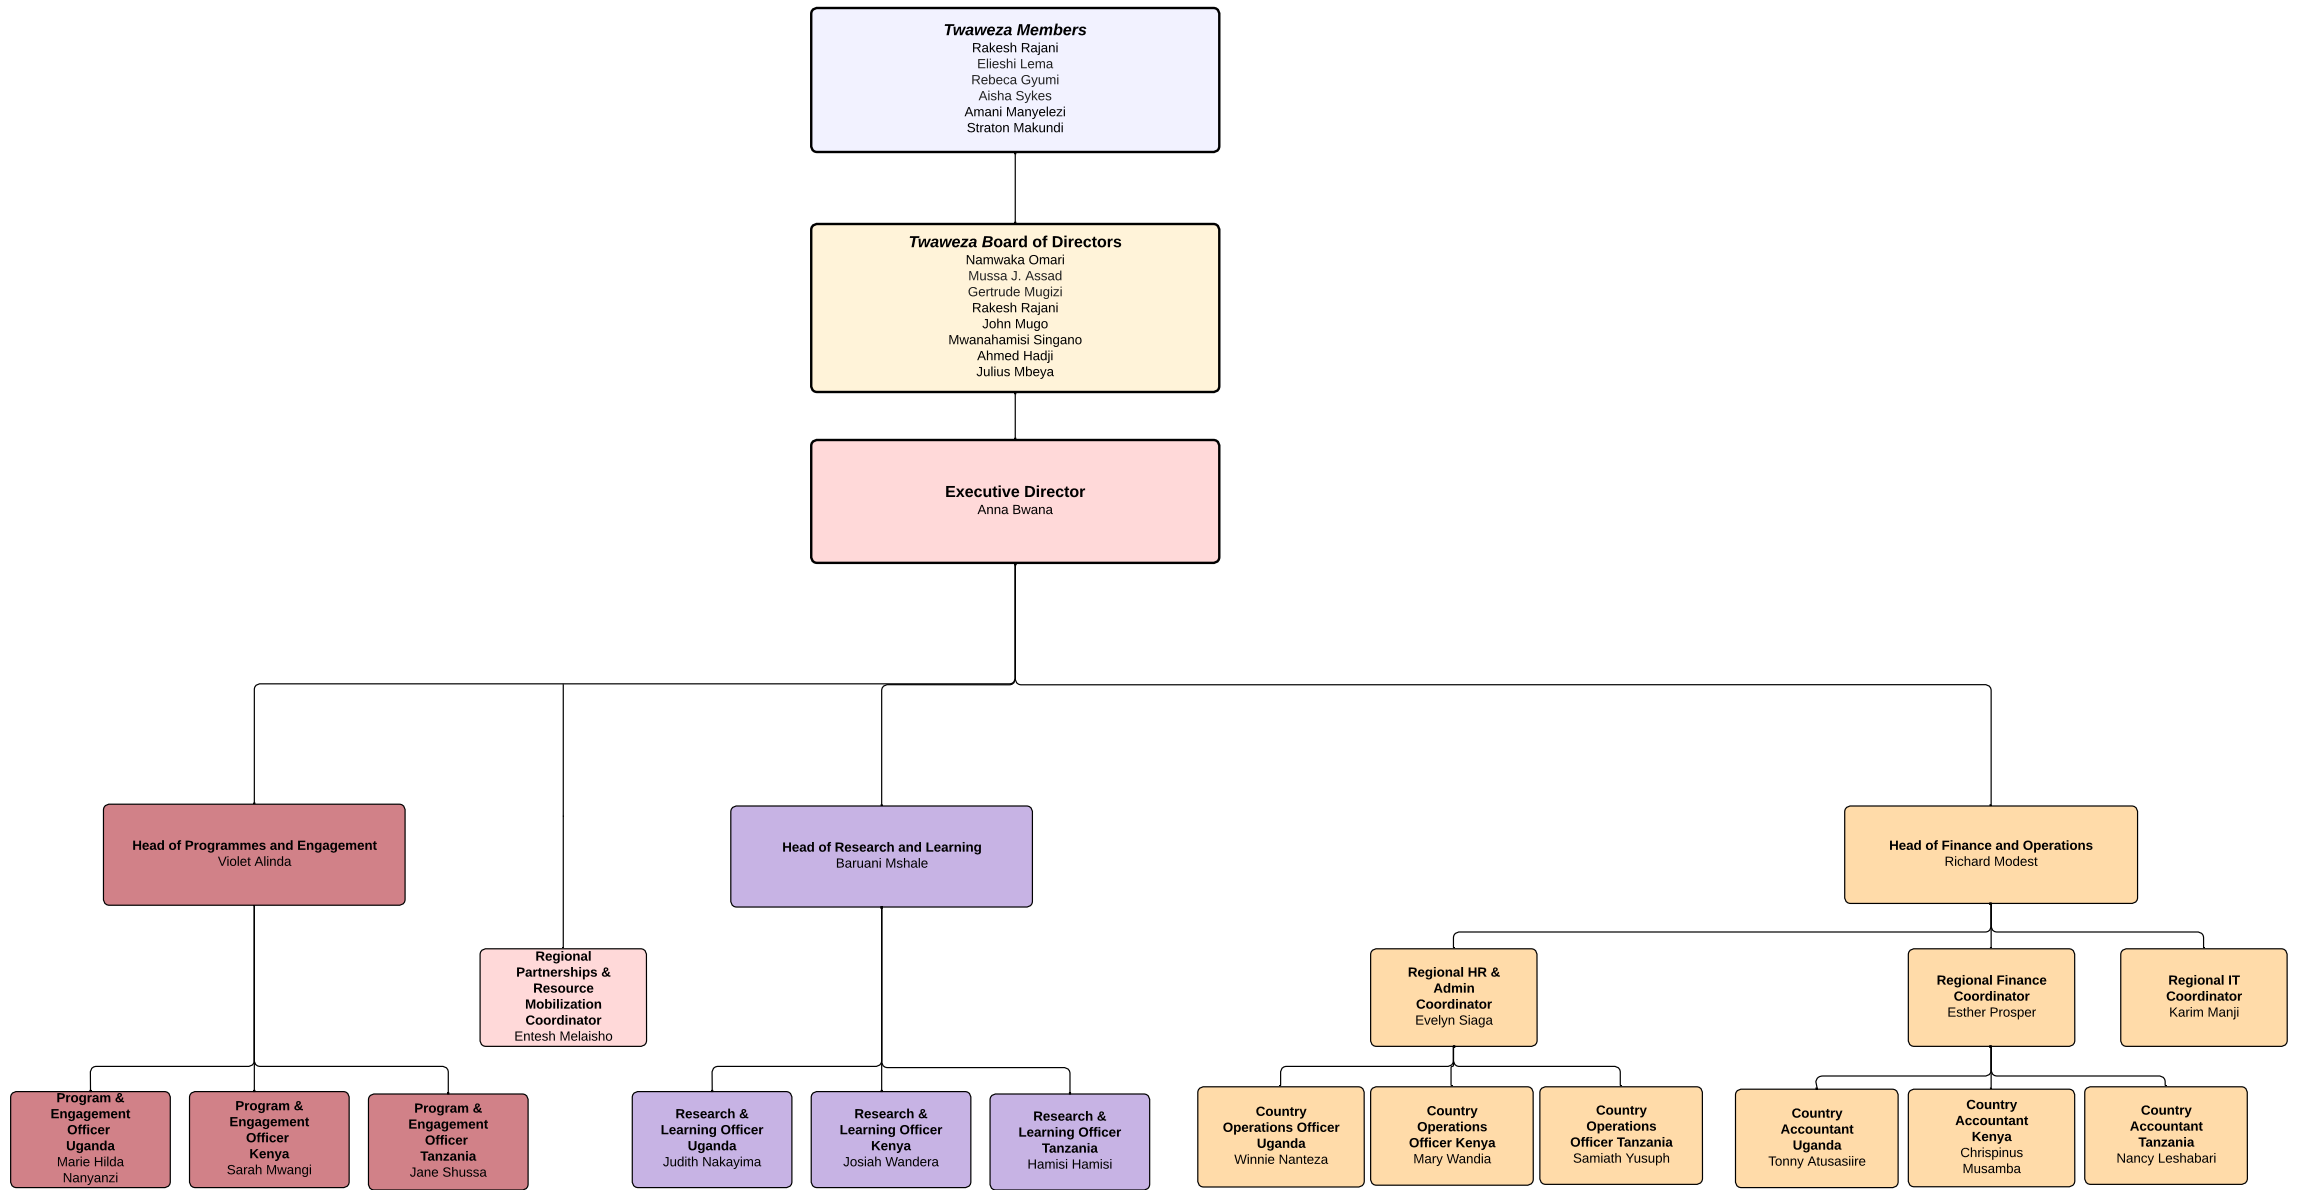 Twaweza Members
Rakesh Rajani
Elieshi Lema
Rebeca Gyumi
Aisha Sykes
Amani Manyelezi
Straton Makundi
Twaweza Board of Directors
Namwaka Omari
Mussa J. Assad
Gertrude Mugizi
Rakesh Rajani
John Mugo
Mwanahamisi Singano
Ahmed Hadji
Julius Mbeya
Executive Director
Anna Bwana
Head of Programmes and Engagement
Violet Alinda
Head of Research and Learning
Baruani Mshale
Head of Finance and Operations
Richard Modest
Regional
Partnerships &
Resource
Mobilization
Coordinator
Entesh Melaisho
Regional HR &
Admin
Coordinator
Evelyn Siaga
Regional Finance
Coordinator
Esther Prosper
Regional IT
Coordinator
Karim Manji
Program &
Engagement
Officer
Uganda
Marie Hilda
Nanyanzi
Program &
Engagement
Officer
Kenya
Sarah Mwangi
Program &
Engagement
Officer
Tanzania
Jane Shussa
Research &
Learning Officer
Uganda
Judith Nakayima
Research &
Learning Officer
Kenya
Josiah Wandera
Research &
Learning Officer
Tanzania
Hamisi Hamisi
Country
Operations Officer
Uganda
Winnie Nanteza
Country
Operations
Officer Kenya
Mary Wandia
Country
Operations
Officer Tanzania
Samiath Yusuph
Country
Accountant
Uganda
Tonny Atusasiire
Country
Accountant
Kenya
Chrispinus
Musamba
Country
Accountant
Tanzania
Nancy Leshabari